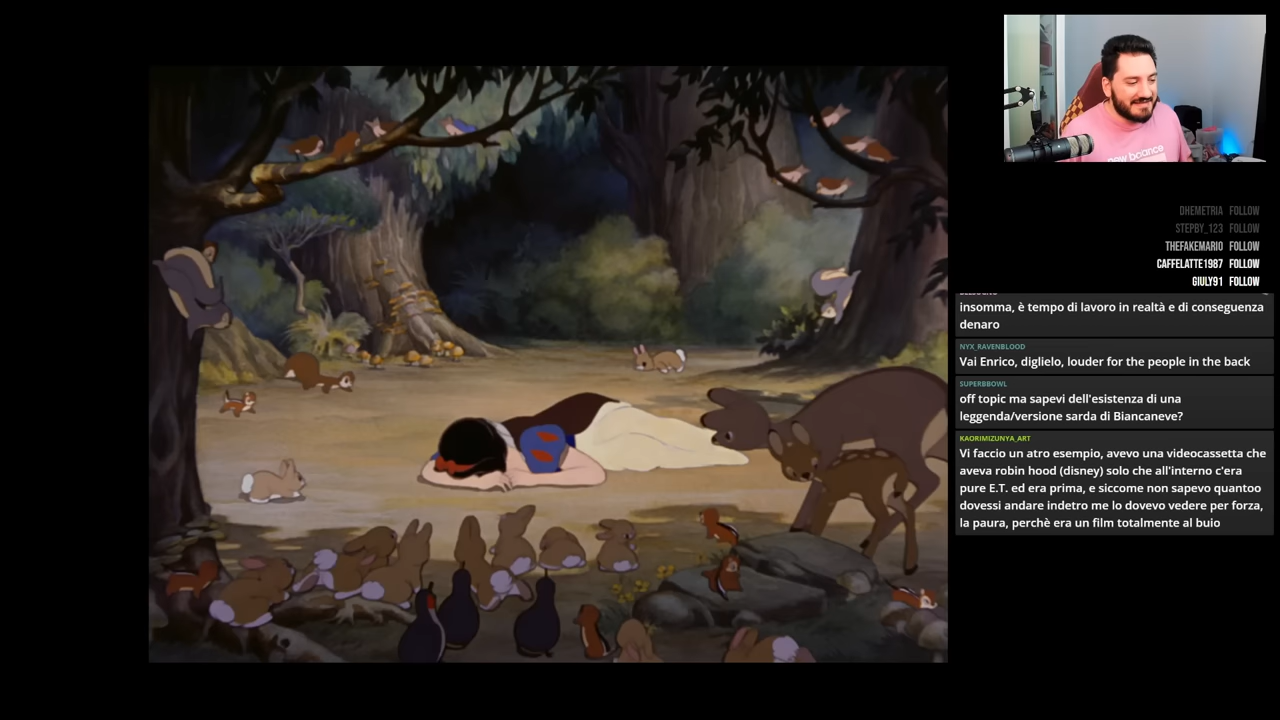 new balance
DHEMETRIA FOLLOW
STEPBY_123 FOLLOW
THEFAKEMARIO FOLLOW
CAFFELATTE1987 FOLLOW
GIULY91 FOLLOW
insomma, è tempo di lavoro in realtà e di conseguenza
denaro
NYX_RAVENBLOOD
Vai Enrico, diglielo, louder for the people in the back
SUPERBBOWL
off topic ma sapevi dell'esistenza di una
leggenda/versione sarda di Biancaneve?
KAORIMIZUNYA_ART
Vi faccio un atro esempio, avevo una videocassetta che
aveva robin hood (disney) solo che all'interno c'era
pure E.T. ed era prima, e siccome non sapevo quantoo
dovessi andare indetro me lo dovevo vedere per forza,
la paura, perchè era un film totalmente al buio